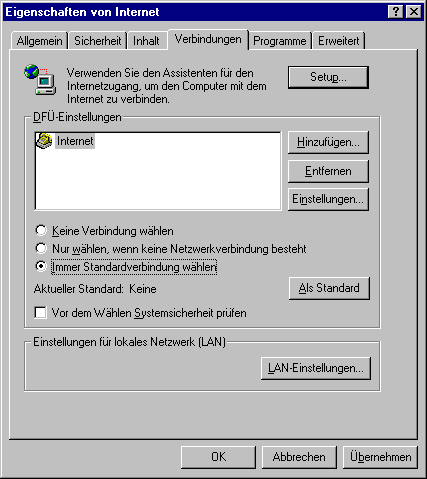 Eigenschaften von Internet
Allgemein Sicherheit Inhalt Verbindungen Programme Erweitert
Verwenden Sie den Assistenten für den
Internetzugang, um den Computer mit dem
Internet zu verbinden.
Setup...
DFÜ-Einstellungen
Internet
Hinzufügen...
Entfernen
Einstellungen...
Keine Verbindung wählen
Nur wählen, wenn keine Netzwerkverbindung besteht
Immer Standardverbindung wählen
Aktueller Standard: Keine
Als Standard
Vor dem Wählen Systemsicherheit prüfen
Einstellungen für lokales Netzwerk (LAN)
LAN-Einstellungen...
OK Abbrechen Übernehmen